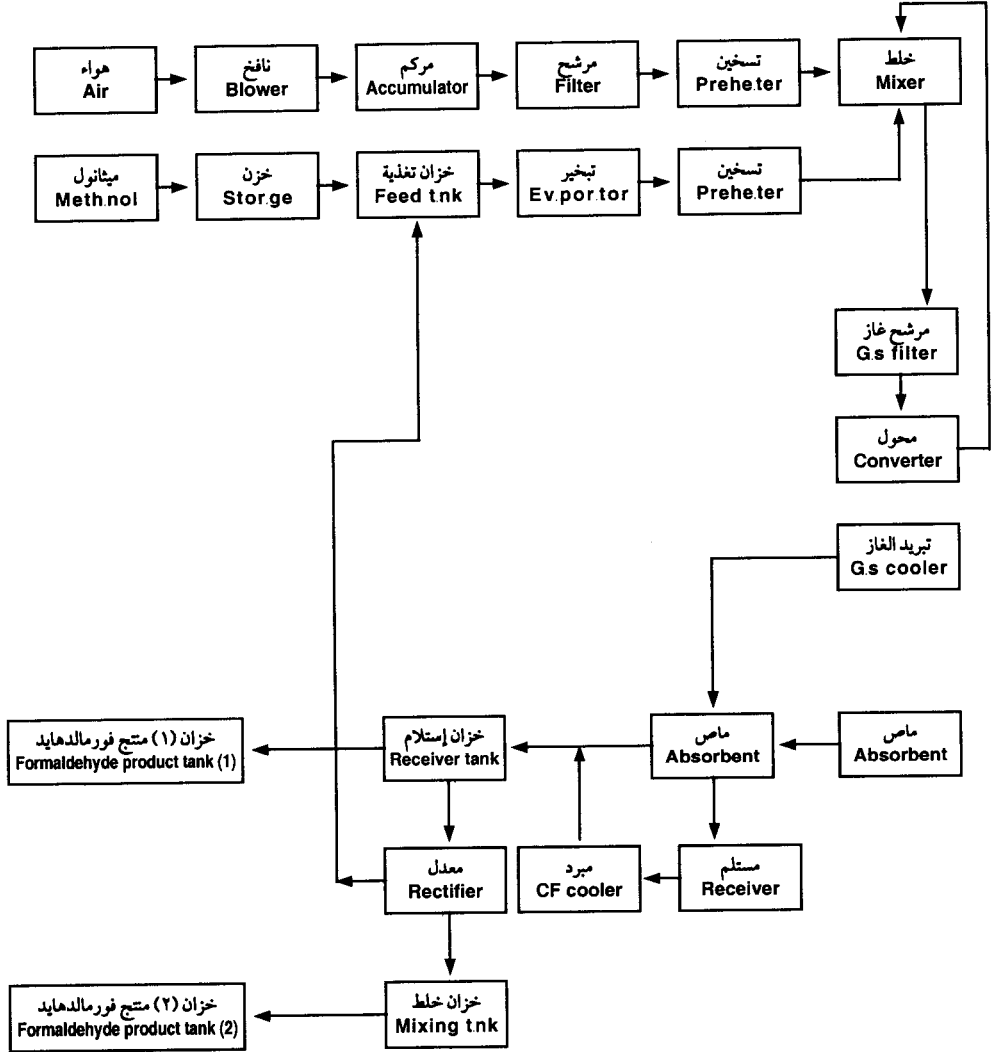 هواء
Air
نافخ
Blower
مركم
Accumulator
مرشح
Filter
تسخين
Prehe.ter
خلط
Mixer
ميثانول
Meth.nol
خزن
Stor.ge
خزان تغذية
Feed t.nk
تبخير
Ev.por.tor
تسخين
Prehe.ter
مرشح غاز
G.s filter
محول
Converter
تبريد الغاز
G.s cooler
خزان (١) منتج فورمالدهايد
Formaldehyde product tank (1)
خزان إستلام
Receiver tank
ماص
Absorbent
ماص
Absorbent
معدل
Rectifier
مبرد
CF cooler
مستلم
Receiver
خزان (٢) منتج فورمالدهايد
Formaldehyde product tank (2)
خزان خلط
Mixing t.nk